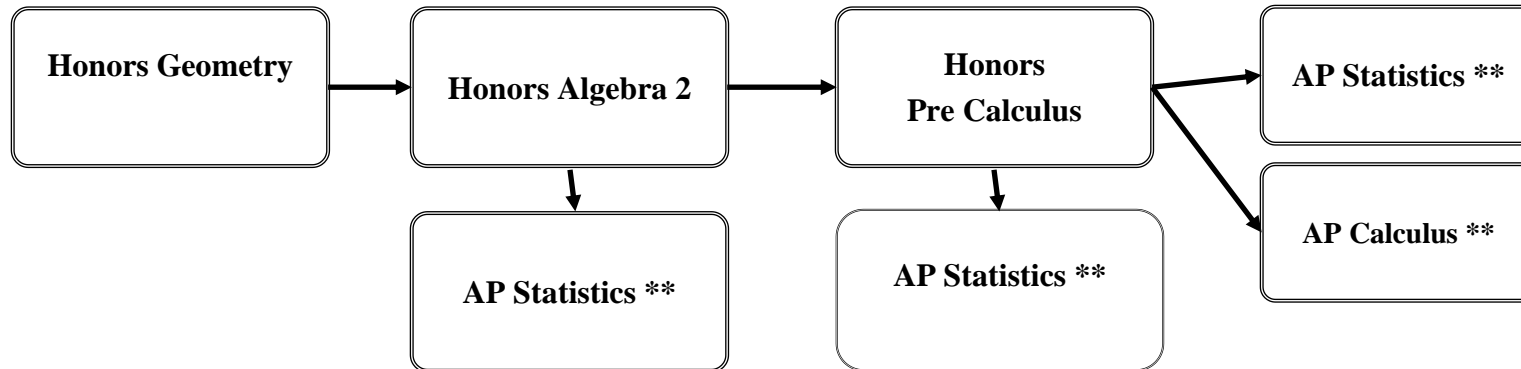 Honors Geometry
Honors Algebra 2
Honors
Pre Calculus
AP Statistics **
AP Calculus **
AP Statistics **
AP Statistics **